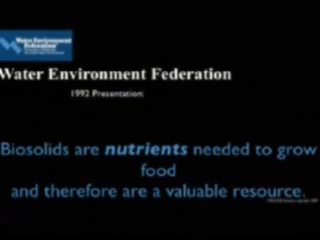 Water Environment
Federation
Water Environment Federation
1992 Presentation:
Biosolids are nutrients needed to grow
food
and therefore are a valuable resource.